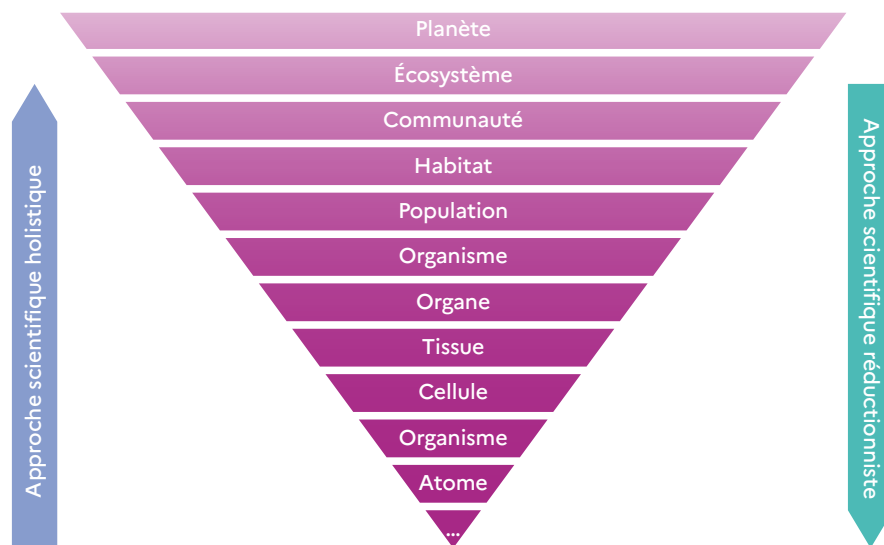 Planète
Écosystème
Communauté
Habitat
Population
Organisme
Organe
Tissue
Cellule
Organisme
Atome
...
Approche scientifique holistique
Approche scientifique réductionniste